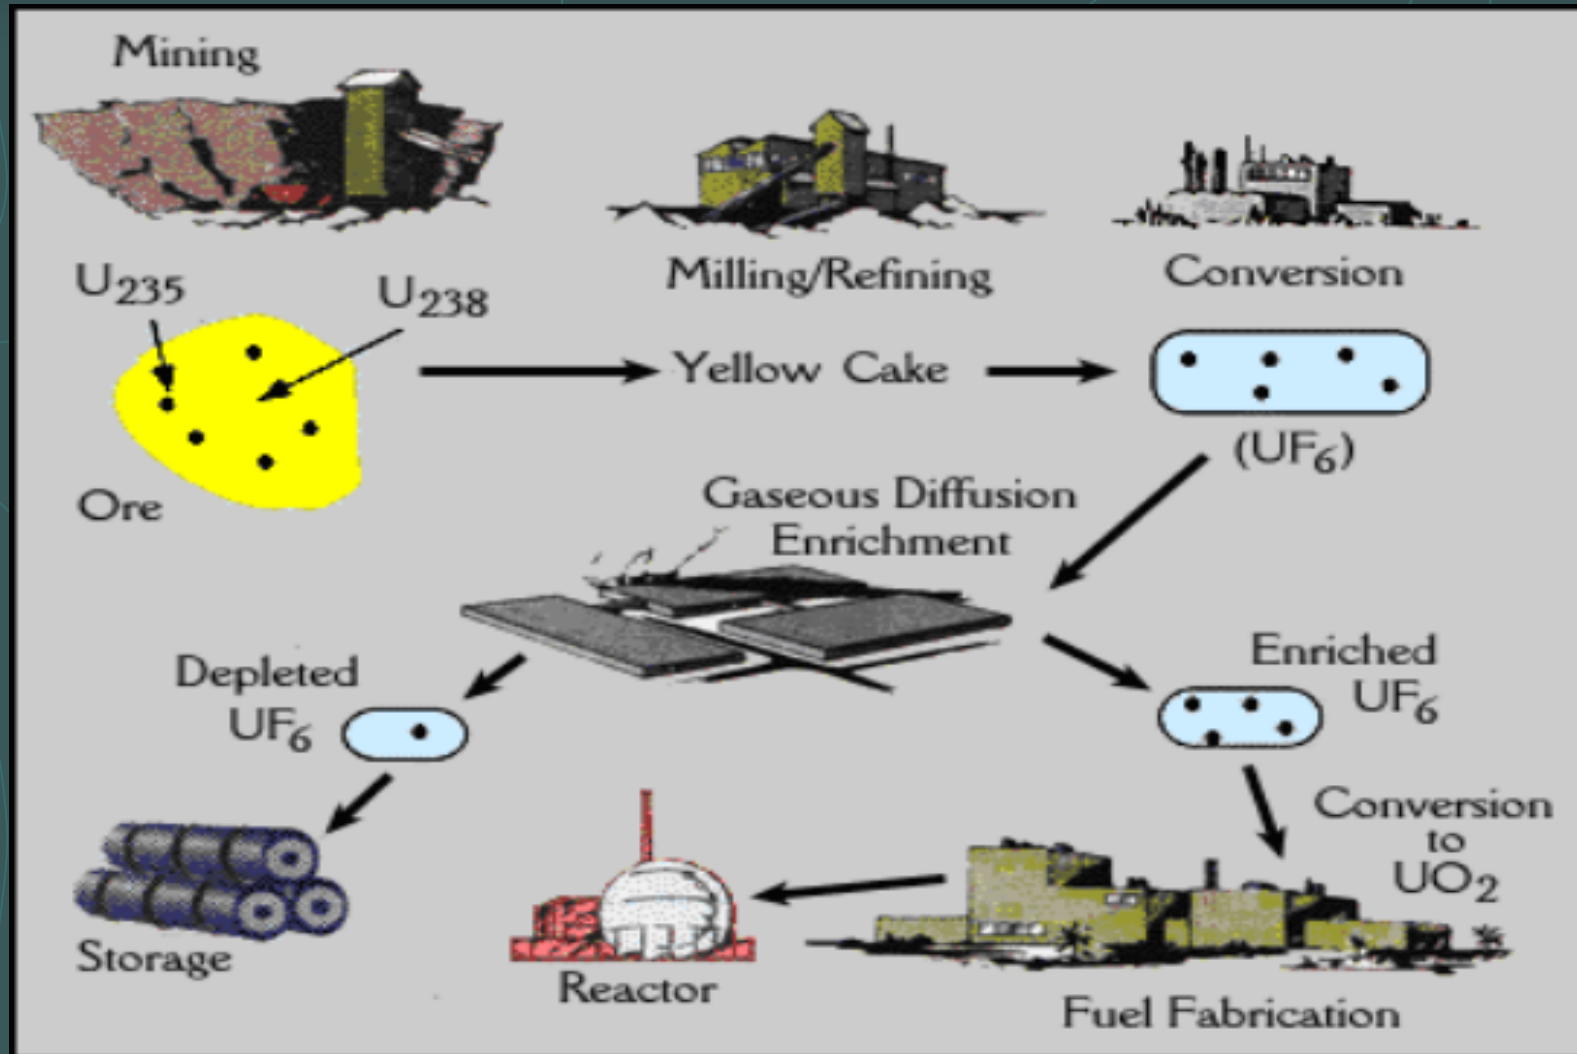 Mining
Milling/Refining
Conversion
U235
U238
Yellow Cake
(UF6)
Ore
Gaseous Diffusion
Enrichment
Depleted
UF6
Enriched
UF6
Conversion
to
UO2
Storage
Reactor
Fuel Fabrication